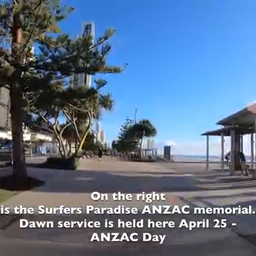 On the right
is the Surfers Paradise ANZAC memorial.
Dawn service is held here April 25 -
ANZAC Day